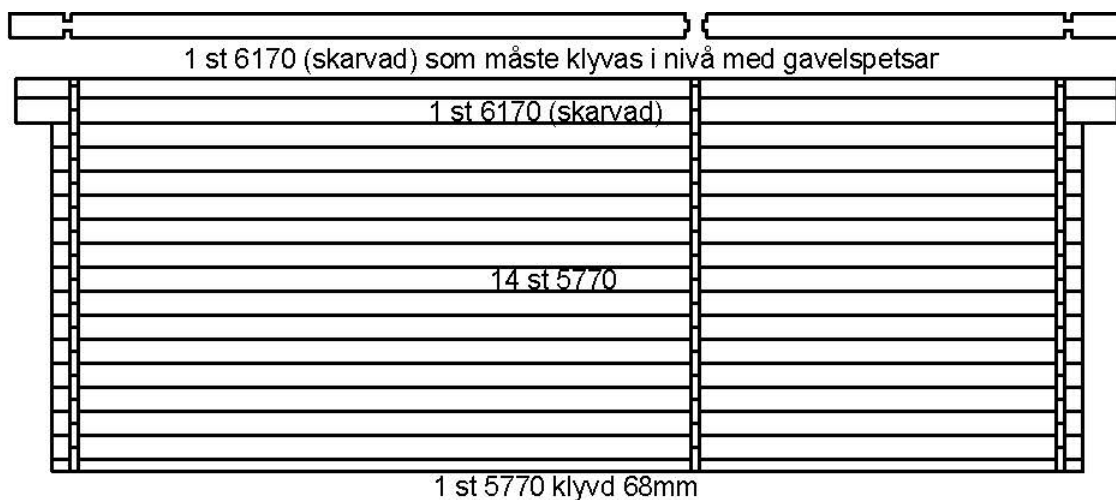 1 st 6170 (skarvad) som måste klyvas i nivå med gavelspetsar
1 st 6170 (skarvad)
14 st 5770
1 st 5770 klyvd 68mm